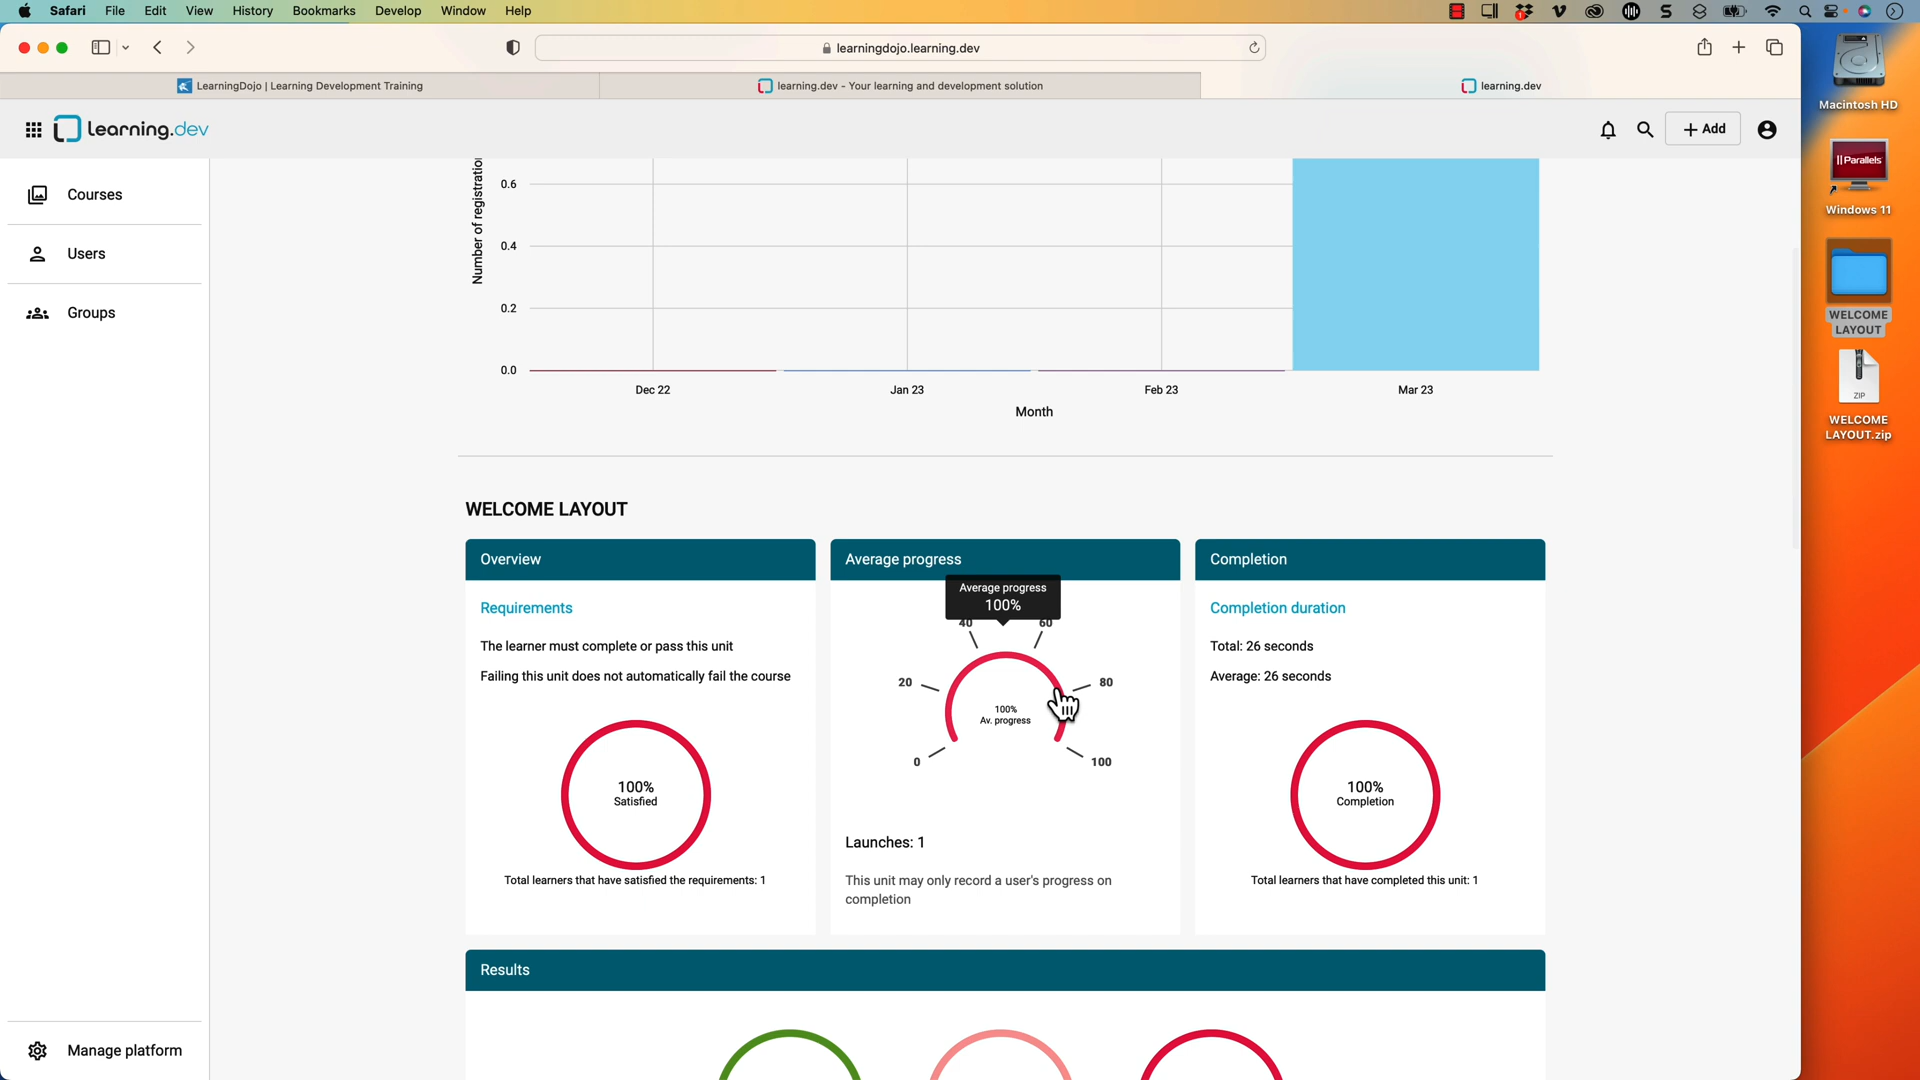 Safari File Edit View History Bookmarks Develop Window Help
learningdojo.learning.dev
LearningDojo | Learning Development Training
learning.dev - Your learning and development solution
learning.dev
learning.dev
+ Add
Courses
Users
Groups
Manage platform
Number of registratio
0.6
0.4
0.2
0.0
Dec 22 Jan 23 Feb 23 Mar 23
Month
WELCOME LAYOUT
Overview
Requirements
The learner must complete or pass this unit
Failing this unit does not automatically fail the course
100%
Satisfied
Total learners that have satisfied the requirements: 1
Average progress
Average progress
100%
40 60
20 80
100%
Av. progress
0 100
Launches: 1
This unit may only record a user's progress on
completion
Completion
Completion duration
Total: 26 seconds
Average: 26 seconds
100%
Completion
Total learners that have completed this unit: 1
Results
Macintosh HD
Parallels
Windows 11
WELCOME
LAYOUT
ZIP
WELCOME
LAYOUT.zip